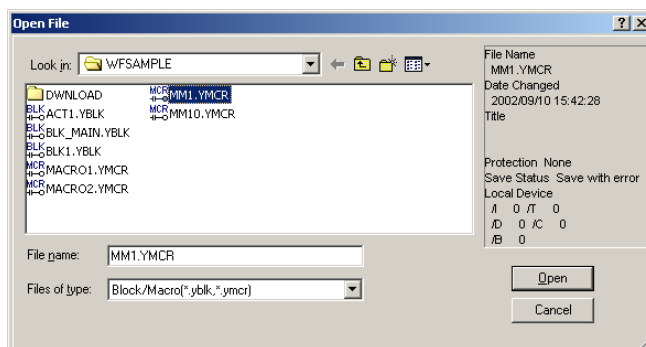 Open File
Look in: WFSAMPLE
DWNLOAD
BLK ACT1.YBLK
BLK BLK_MAIN.YBLK
BLK BLK1.YBLK
MCR MACRO1.YMCR
MCR MACRO2.YMCR
MCR MM1.YMCR
MCR MM10.YMCR
File name: MM1.YMCR
Files of type: Block/Macro(*.yblk,*.ymcr)
File Name
MM1.YMCR
Date Changed
2002/09/10 15:42:28
Title
Protection None
Save Status Save with error
Local Device
/I 0 /T 0
/D 0 /C 0
/B 0
Open
Cancel